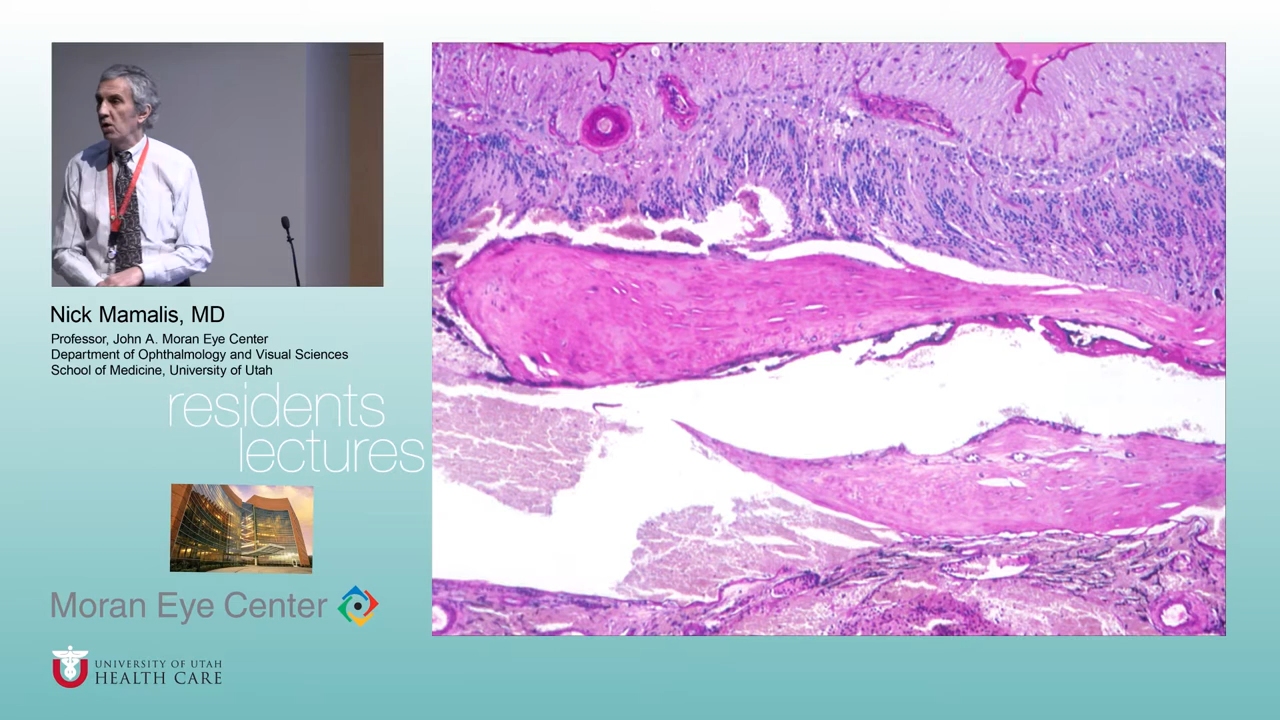 Nick Mamalis, MD
Professor, John A. Moran Eye Center
Department of Ophthalmology and Visual Sciences
School of Medicine, University of Utah
residents
lectures
Moran Eye Center
UNIVERSITY OF UTAH
HEALTH CARE